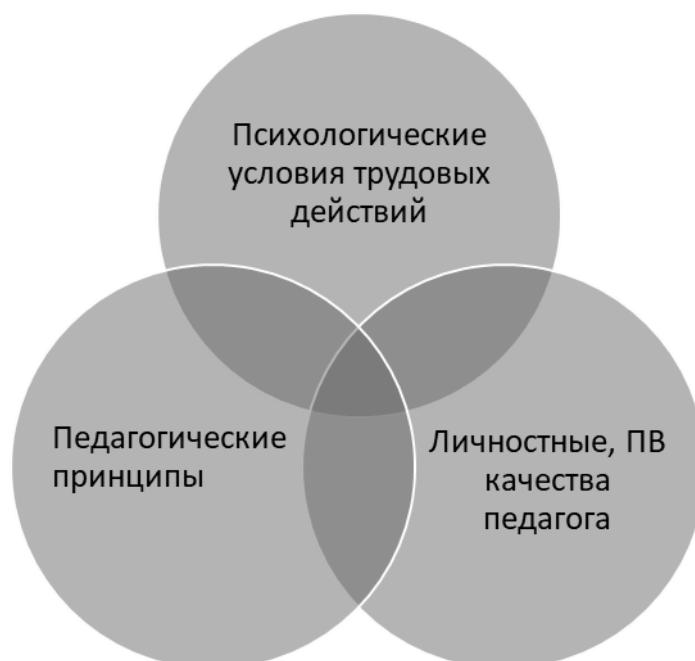 Психологические
условия трудовых
действий
Педагогические
принципы
Личностные, ПВ
качества
педагога